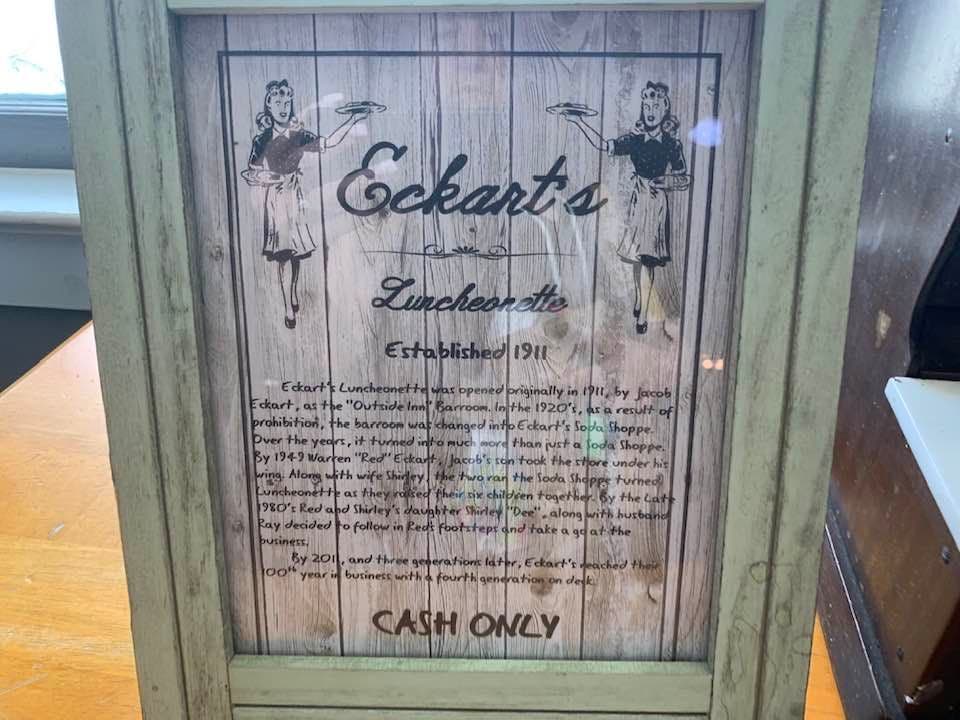 Eckart's
Luncheonette
Established 1911
Eckart's Luncheonette was opened originally in 1911, by Jacob
Eckart, as the "Outside Inn" Barroom. In the 1920's, as a result of
prohibition, the barroom was changed into Eckart's Soda Shoppe.
Over the years, it turned into much more than just a Soda Shoppe.
By 1949 Warren "Red" Eckart, Jacob's son took the store under his
wing. Along with wife Shirley, the two ran the Soda Shoppe turned
Luncheonette as they raised their six children together. By the Late
1980's Red and Shirley's daughter Shirley "Dee", along with husband
Ray decided to follow in Red's footsteps and take a go at the
business.
By 2011, and three generations later, Eckart's reached their
100th year in business with a fourth generation on deck.
CASH ONLY